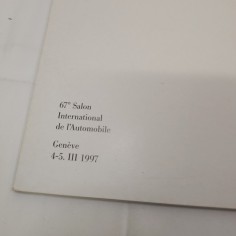 67e Salon
International
de l'Automobile
Genève
4-5. III 1997